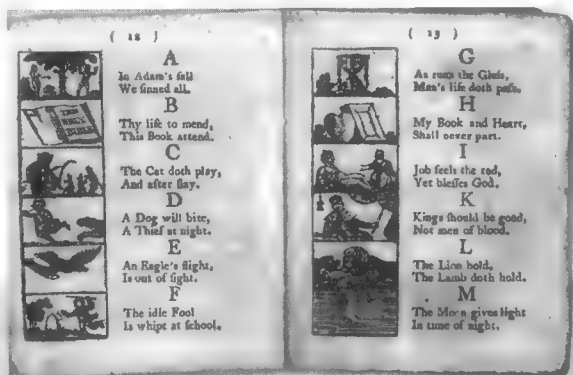 ( 12 )
A
In Adam's fall
We sinned all.
B
Thy life to mend,
This Book attend.
C
The Cat doth play,
And after slay.
D
A Dog will bite,
A Thief at night.
E
An Eagle's flight,
Is out of sight.
F
The idle Fool
Is whipt at school.
( 13 )
G
As runs the Glass,
Man's life doth pass.
H
My Book and Heart,
Shall never part.
I
Job feels the rod,
Yet blesses God.
K
Kings should be good,
Not men of blood.
L
The Lion bold,
The Lamb doth hold.
M
The Moon gives light
In time of night.